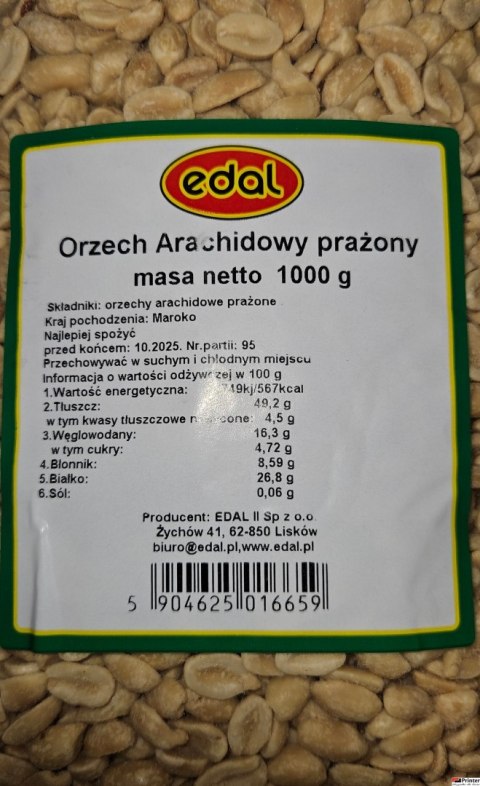 edal
Orzech Arachidowy prażony
masa netto 1000 g
Składniki: orzechy arachidowe prażone
Kraj pochodzenia: Maroko
Najlepiej spożyć
przed końcem: 10.2025. Nr.partii: 95
Przechowywać w suchym i chłodnym miejscu
Informacja o wartości odżywczej w 100 g
1.Wartość energetyczna: 567kcal
2.Tłuszcz: 49,2 g
w tym kwasy tłuszczowe 4,5 g
3.Węglowodany: 16,3 g
w tym cukry: 4,72 g
4.Błonnik: 8,59 g
5.Białko: 26,8 g
6.Sól: 0,06 g
Producent: EDAL II Sp z o.o.
Żychów 41, 62-850 Lisków
biuro@edal.pl,www.edal.pl
5 904625 016659
Printer